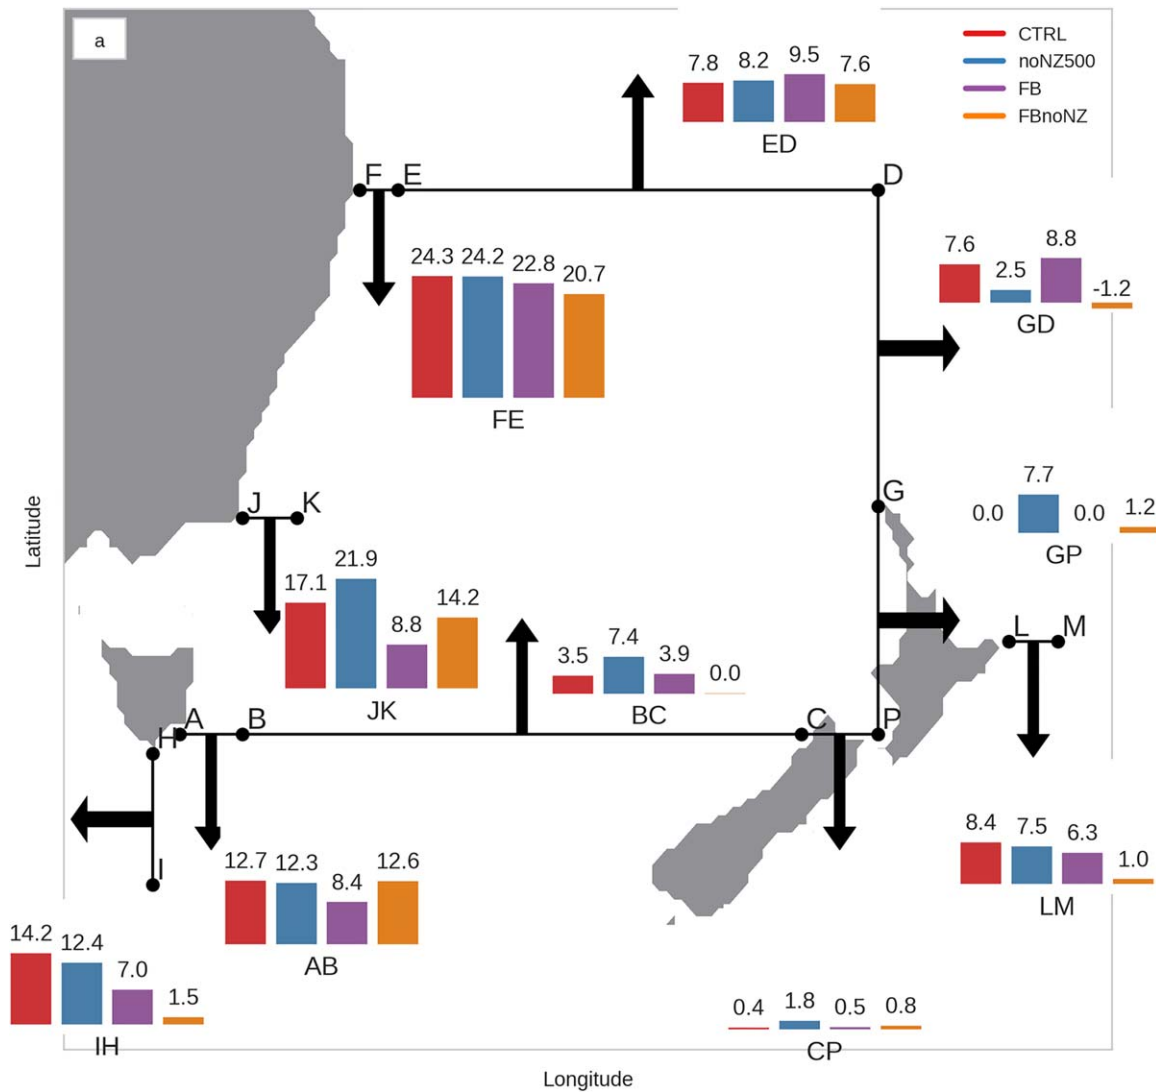 a
CTRL
noNZ500
FB
FBnoNZ
7.8 8.2 9.5 7.6
ED
F E D
24.3 24.2 22.8 20.7
FE
7.6 2.5 8.8 -1.2
GD
G
0.0 7.7 0.0 1.2
GP
J K
17.1 21.9 8.8 14.2
JK
3.5 7.4 3.9 0.0
BC
L M
H A B C P
I
8.4 7.5 6.3 1.0
LM
12.7 12.3 8.4 12.6
AB
14.2 12.4 7.0 1.5
IH
0.4 1.8 0.5 0.8
CP
Latitude
Longitude